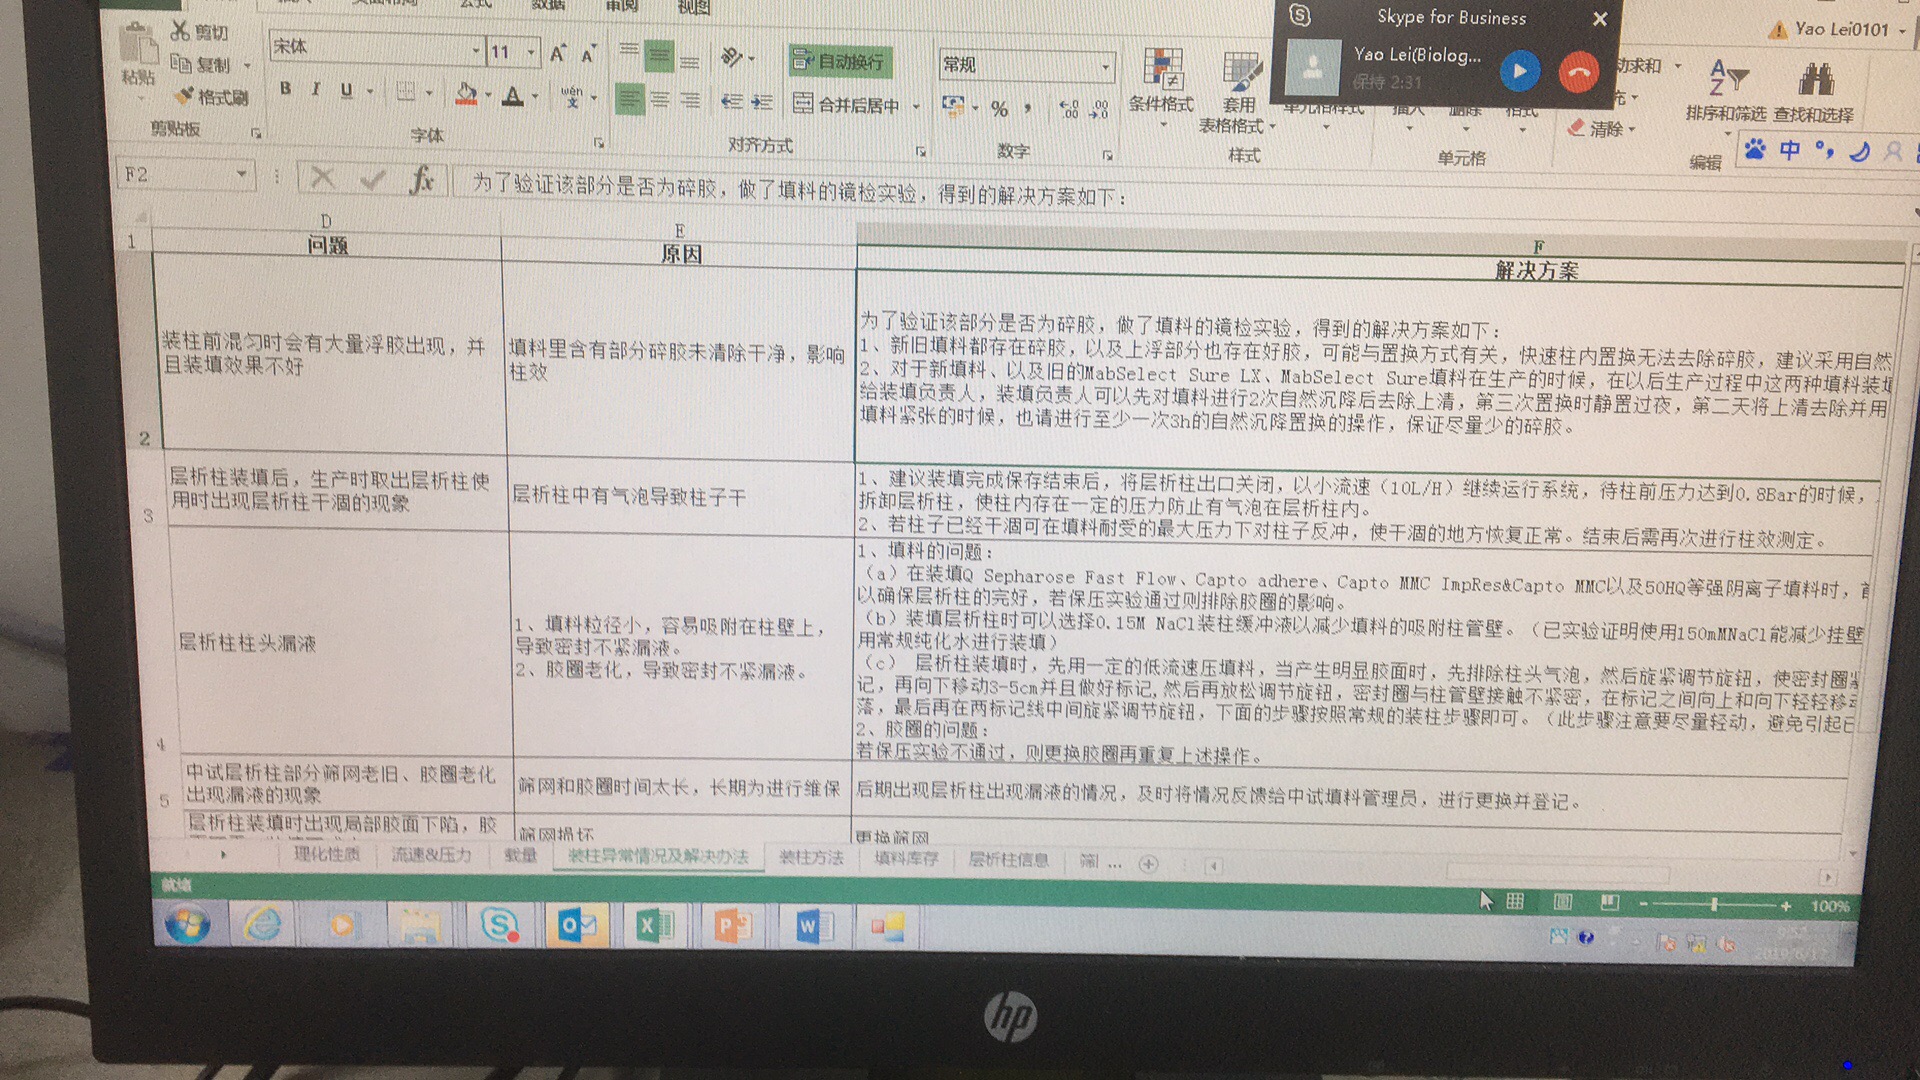 公式
数据
审阅
视图
Skype for Business
Yao Lei(Biolog...
保持 2:31
Yao Lei0101
粘贴
剪切
复制
格式刷
剪贴板
宋体
11
B I U
A
wén
文
字体
自动换行
合并后居中
对齐方式
常规
%
数字
条件格式
套用
表格格式
样式
单元格
清除
排序和筛选
查找和选择
编辑
中
F2
fx
为了验证该部分是否为碎胶，做了填料的镜检实验，得到的解决方案如下：
D
E
F
1
问题
原因
解决方案
2
装柱前混匀时会有大量浮胶出现，并
且装填效果不好
填料里含有部分碎胶未清除干净，影响
柱效
为了验证该部分是否为碎胶，做了填料的镜检实验，得到的解决方案如下：
1、新旧填料都存在碎胶，以及上浮部分也存在好胶，可能与置换方式有关，快速柱内置换无法去除碎胶，建议采用自然
2、对于新填料、以及旧的MabSelect Sure LX、MabSelect Sure填料在生产的时候，在以后生产过程中这两种填料装填
给装填负责人，装填负责人可以先对填料进行2次自然沉降后去除上清，第三次置换时静置过夜，第二天将上清去除并用
填料紧张的时候，也请进行至少一次3h的自然沉降置换的操作，保证尽量少的碎胶。
3
层析柱装填后，生产时取出层析柱使
用时出现层析柱干涸的现象
层析柱中有气泡导致柱子干
1、建议装填完成保存结束后，将层析柱出口关闭，以小流速（10L/H）继续运行系统，待柱前压力达到0.8Bar的时候，
拆卸层析柱，使柱内存在一定的压力防止有气泡在层析柱内。
2、若柱子已经干涸可在填料耐受的最大压力下对柱子反冲，使干涸的地方恢复正常。结束后需再次进行柱效测定。
4
层析柱柱头漏液
1、填料粒径小，容易吸附在柱壁上，
导致密封不紧漏液。
2、胶圈老化，导致密封不紧漏液。
1、填料的问题：
（a）在装填Q Sepharose Fast Flow、Capto adhere、Capto MMC ImpRes&Capto MMC以及50HQ等强阴离子填料时，首
以确保层析柱的完好，若保压实验通过则排除胶圈的影响。
（b）装填层析柱时可以选择0.15M NaCl装柱缓冲液以减少填料的吸附柱管壁。（已实验证明使用150mMNaCl能减少挂壁
用常规纯化水进行装填）
（c） 层析柱装填时，先用一定的低流速压填料，当产生明显胶面时，先排除柱头气泡，然后旋紧调节旋钮，使密封圈
记，再向下移动3-5cm并且做好标记,然后再放松调节旋钮，密封圈与柱管壁接触不紧密，在标记之间向上和向下轻轻移
落，最后再在两标记线中间旋紧调节旋钮，下面的步骤按照常规的装柱步骤即可。（此步骤注意要尽量轻动，避免引起已
2、胶圈的问题：
若保压实验不通过，则更换胶圈再重复上述操作。
5
中试层析柱部分筛网老旧、胶圈老化
出现漏液的现象
筛网和胶圈时间太长，长期为进行维保
后期出现层析柱出现漏液的情况，及时将情况反馈给中试填料管理员，进行更换并登记。
层析柱装填时出现局部胶面下陷，胶
筛网损坏
更换筛网
理化性质
流速&压力
载量
装柱异常情况及解决办法
装柱方法
填料库存
层析柱信息
筛 ...
就绪
100%
hp